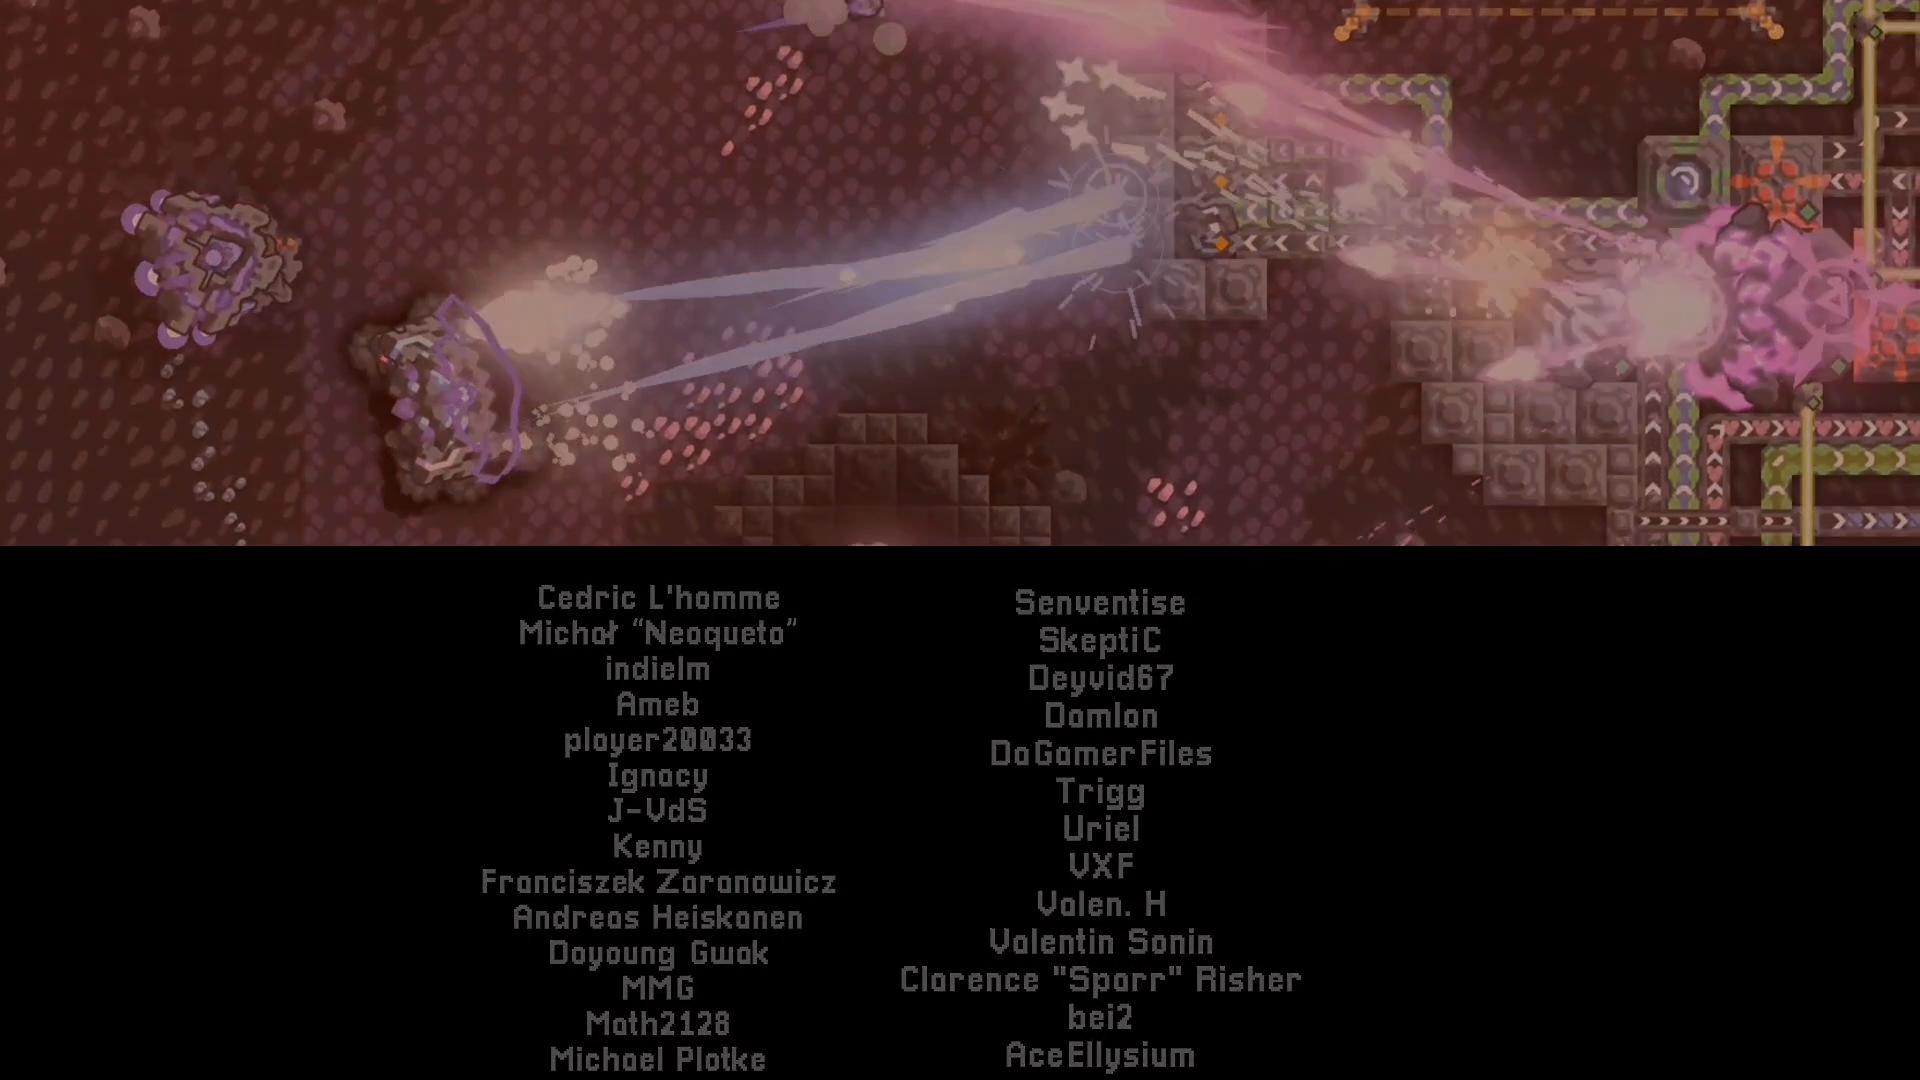 Cedric L'homme
Michał “Neoqueto”
indielm
Ameb
player20033
Ignacy
J-VdS
Kenny
Franciszek Zaranowicz
Andreas Heiskanen
Doyoung Gwak
MMG
Math2128
Michael Plotke
Senventise
SkeptiC
Deyvid67
Damlon
DaGamerFiles
Trigg
Uriel
VXF
Valen. H
Valentin Sonin
Clarence "Sparr" Risher
bei2
AceEllysium